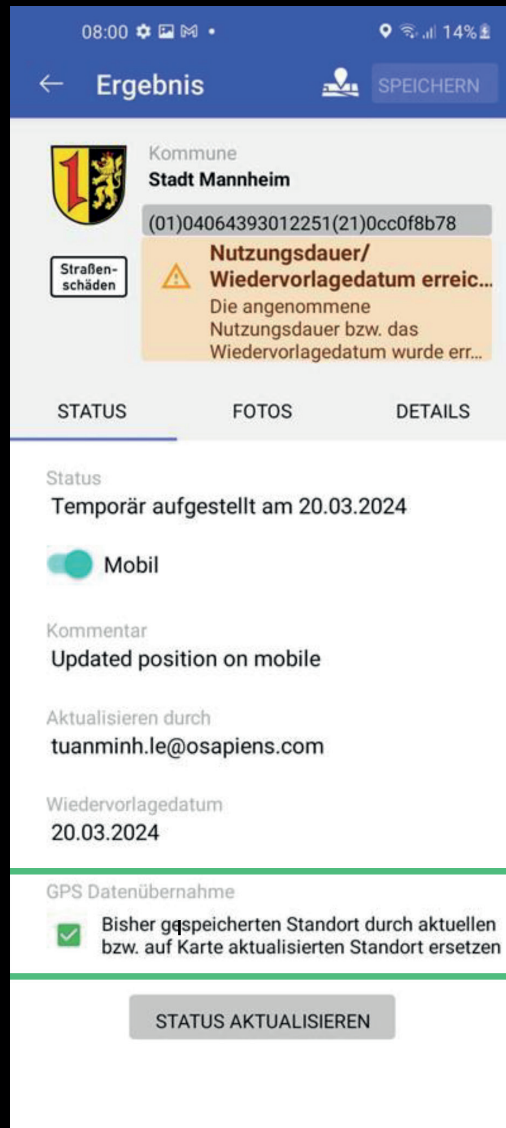 08:00
14%
Ergebnis
SPEICHERN
Kommune
Stadt Mannheim
(01)04064393012251(21)0cc0f8b78
Straßen-
schäden
Nutzungsdauer/
Wiedervorlagedatum erreic...
Die angenommene
Nutzungsdauer bzw. das
Wiedervorlagedatum wurde err...
STATUS
FOTOS
DETAILS
Status
Temporär aufgestellt am 20.03.2024
Mobil
Kommentar
Updated position on mobile
Aktualisieren durch
tuanminh.le@osapiens.com
Wiedervorlagedatum
20.03.2024
GPS Datenübernahme
Bisher gespeicherten Standort durch aktuellen
bzw. auf Karte aktualisierten Standort ersetzen
STATUS AKTUALISIEREN